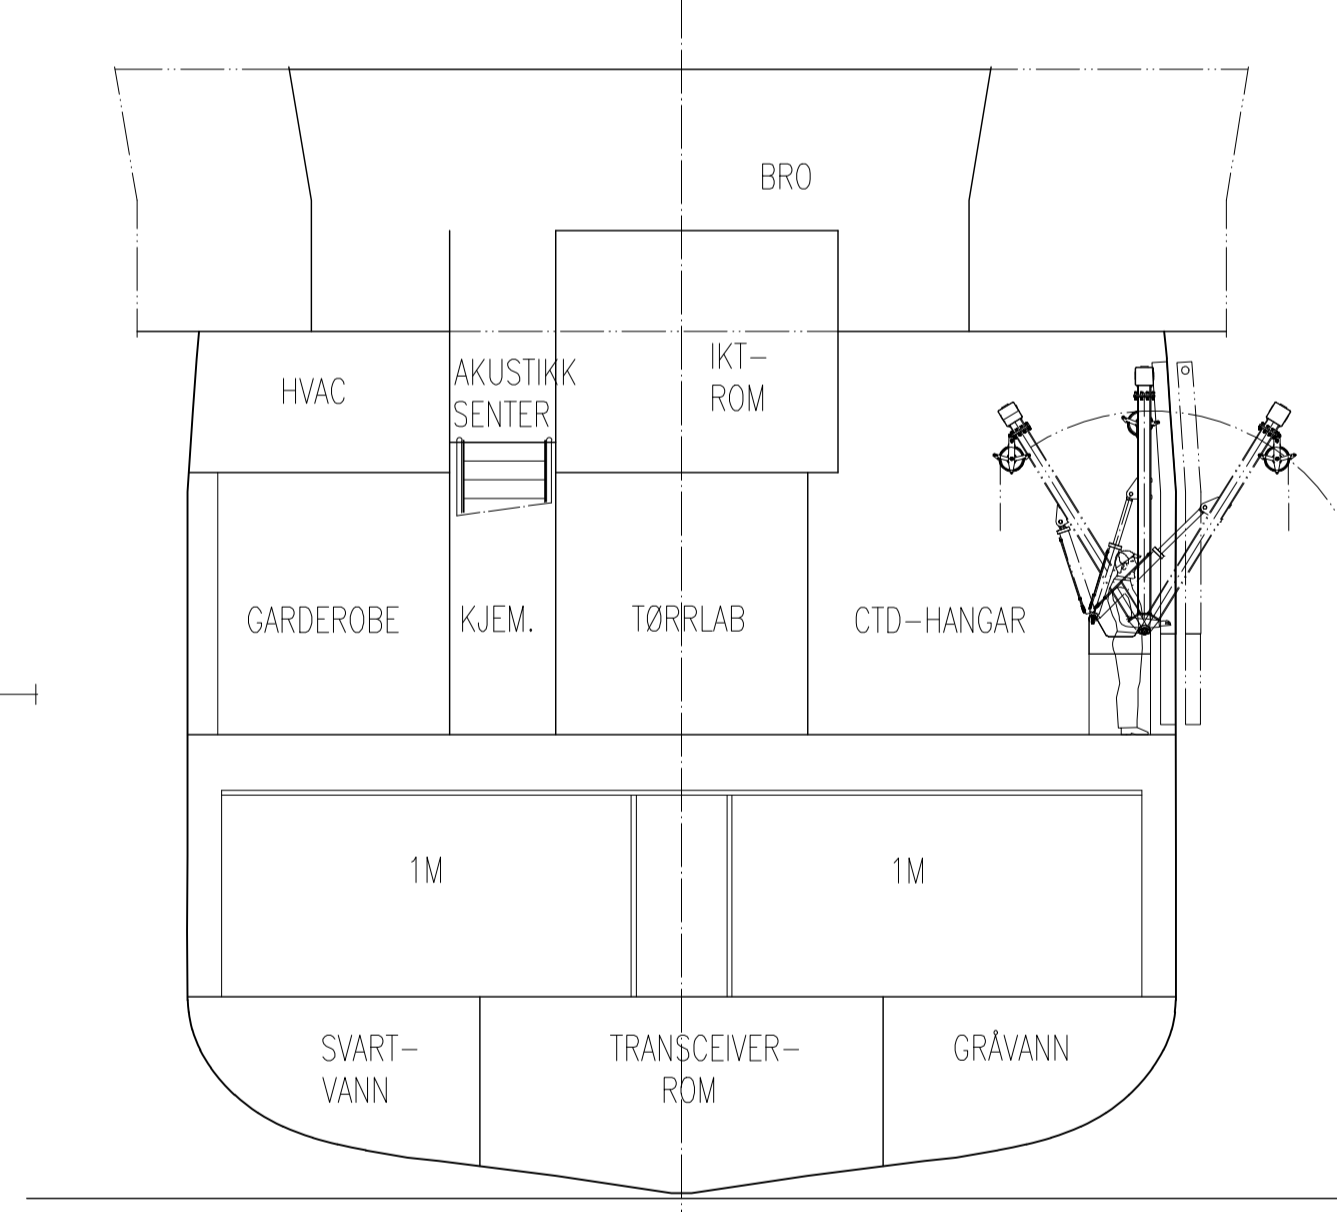 BRO
HVAC
AKUSTIKK
SENTER
IKT-
ROM
GARDEROBE
KJEM.
TØRRLAB
CTD-HANGAR
1M
1M
SVART-
VANN
TRANSCEIVER-
ROM
GRÅVANN